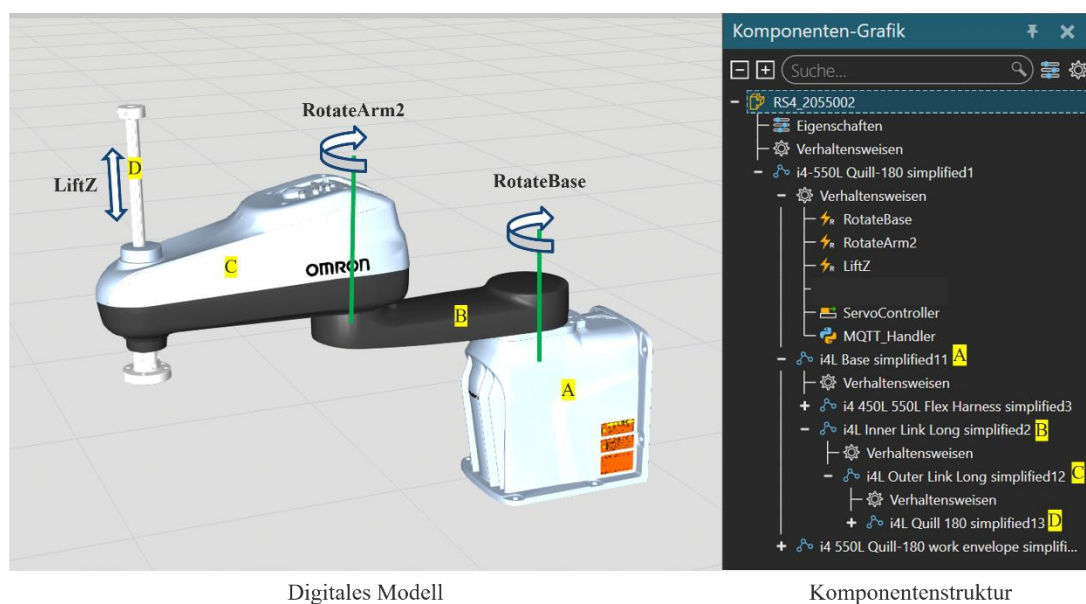 RotateArm2
RotateBase
LiftZ
D
C
OMRON
B
A
Komponenten-Grafik
Suche...
RS4_2055002
Eigenschaften
Verhaltensweisen
i4-550L Quill-180 simplified1
Verhaltensweisen
RotateBase
RotateArm2
LiftZ
ServoController
MQTT_Handler
i4L Base simplified11 A
Verhaltensweisen
i4 450L 550L Flex Harness simplified3
i4L Inner Link Long simplified2 B
Verhaltensweisen
i4L Outer Link Long simplified12 C
Verhaltensweisen
i4L Quill 180 simplified13 D
i4 550L Quill-180 work envelope simplifi...
Digitales Modell
Komponentenstruktur